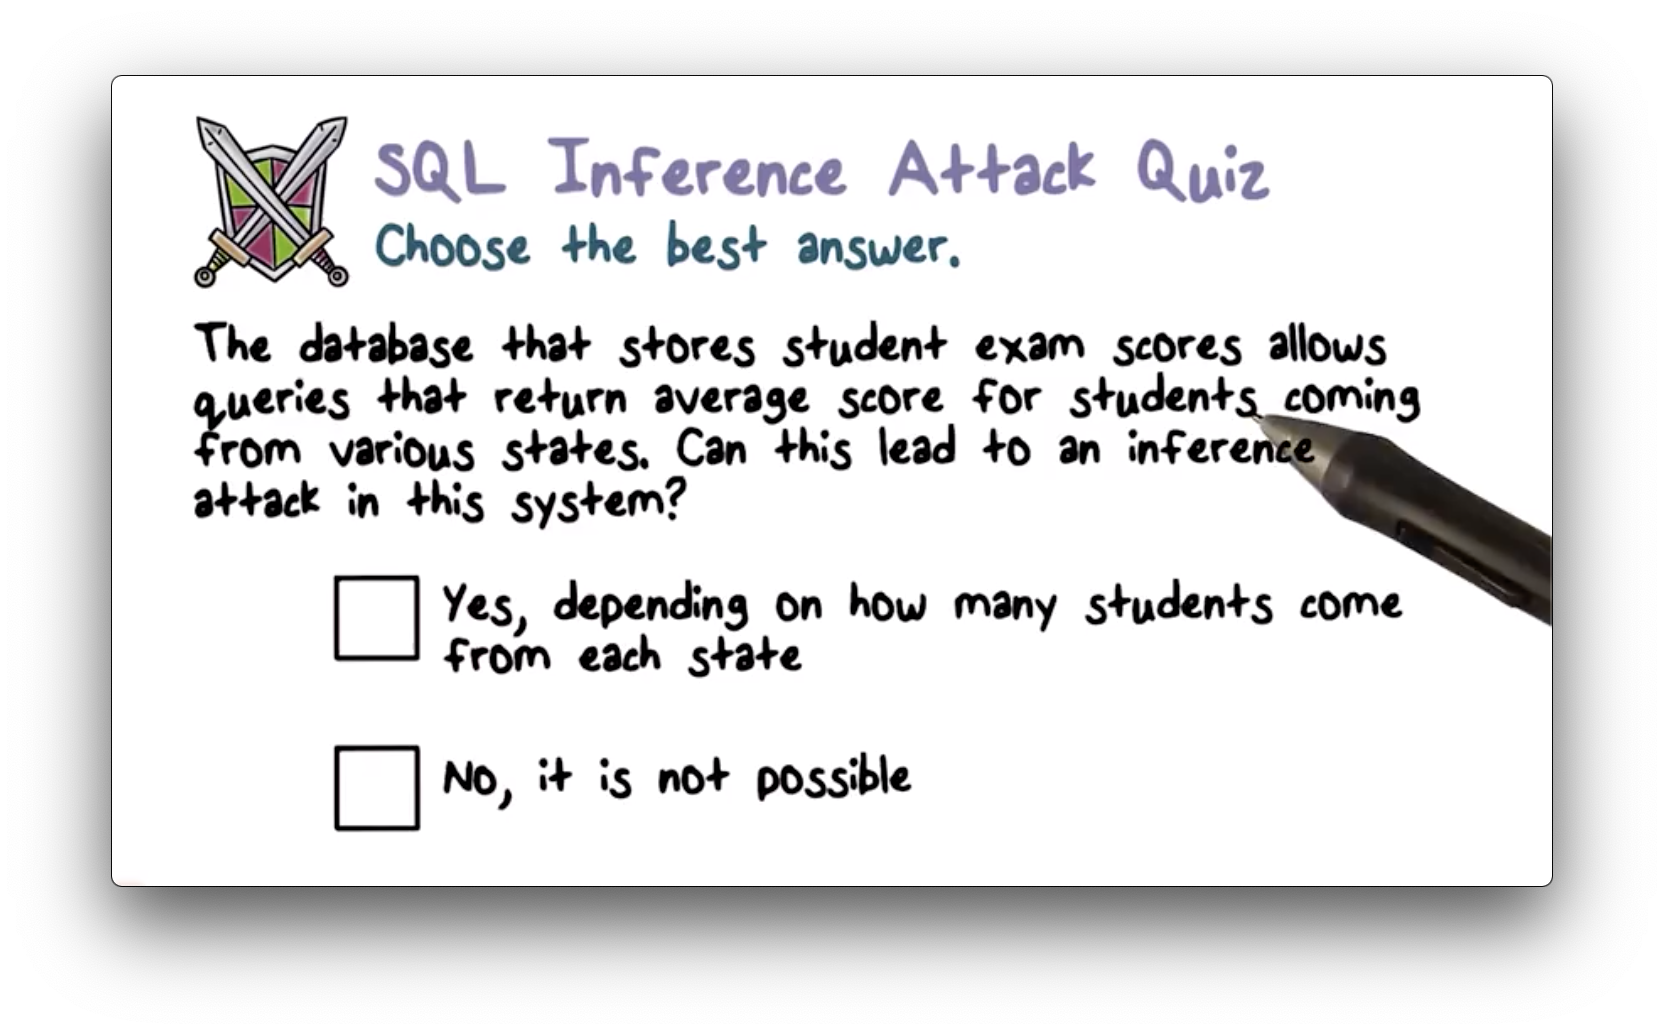 SQL Inference Attack Quiz
Choose the best answer.
The database that stores student exam scores allows
queries that return average score for students coming
from various states. Can this lead to an inference
attack in this system?
Yes, depending on how many students come
from each state
No, it is not possible